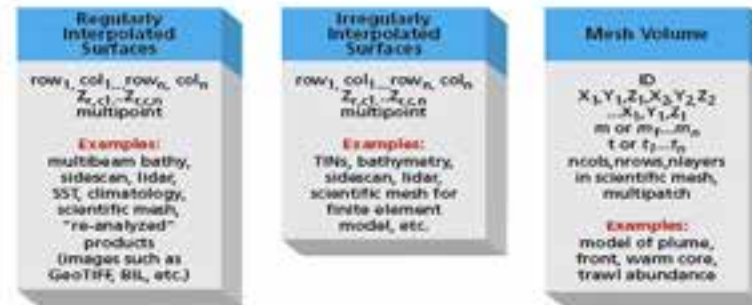 Regularly
Interpolated
Surfaces
row1, col1...rown, coln
Zr,c1...Zr,c,n
multipoint
Examples:
multibeam bathy,
sidescan, lidar,
SST, climatology,
scientific mesh,
"re-analyzed"
products
(images such as
GeoTIFF, BIL, etc.)
Irregularly
Interpolated
Surfaces
row1, col1...rown, coln
Zr,c1...Zr,c,n
multipoint
Examples:
TINs, bathymetry,
sidescan, lidar,
scientific mesh for
finite element
model, etc.
Mesh Volume
ID
X1,Y1,Z1,X2,Y2,Z2
...X1,Y1,Z1
m or m1...mn
t or t1...tn
ncols,nrows,nlayers
in scientific mesh,
multipatch
Examples:
model of plume,
front, warm core,
trawl abundance